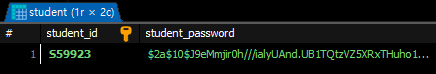 student (1r × 2c)
# student_id student_password
1 S59923 $2a$10$J9eMmjir0h///ialyUAnd.UB1TQtzVZ5XRxTHuho1...